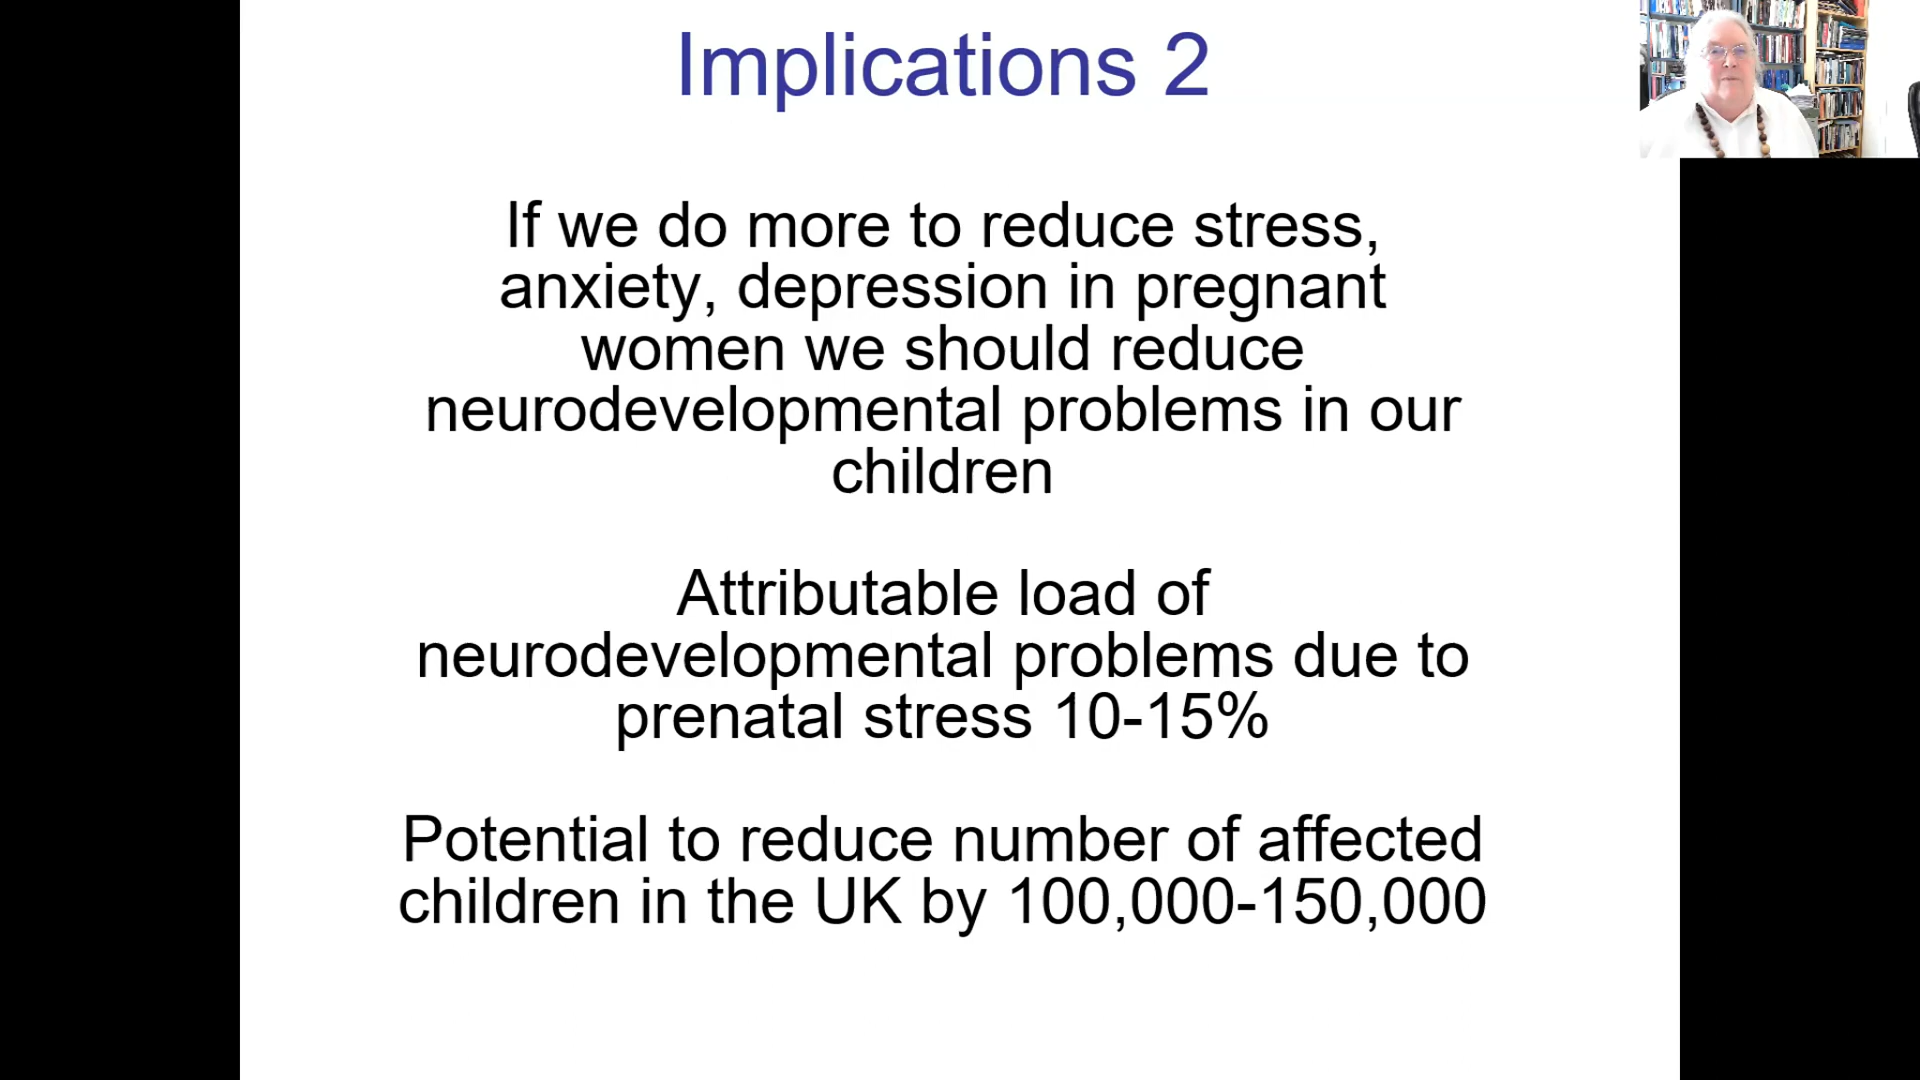 Implications 2
If we do more to reduce stress,
anxiety, depression in pregnant
women we should reduce
neurodevelopmental problems in our
children
Attributable load of
neurodevelopmental problems due to
prenatal stress 10-15%
Potential to reduce number of affected
children in the UK by 100,000-150,000